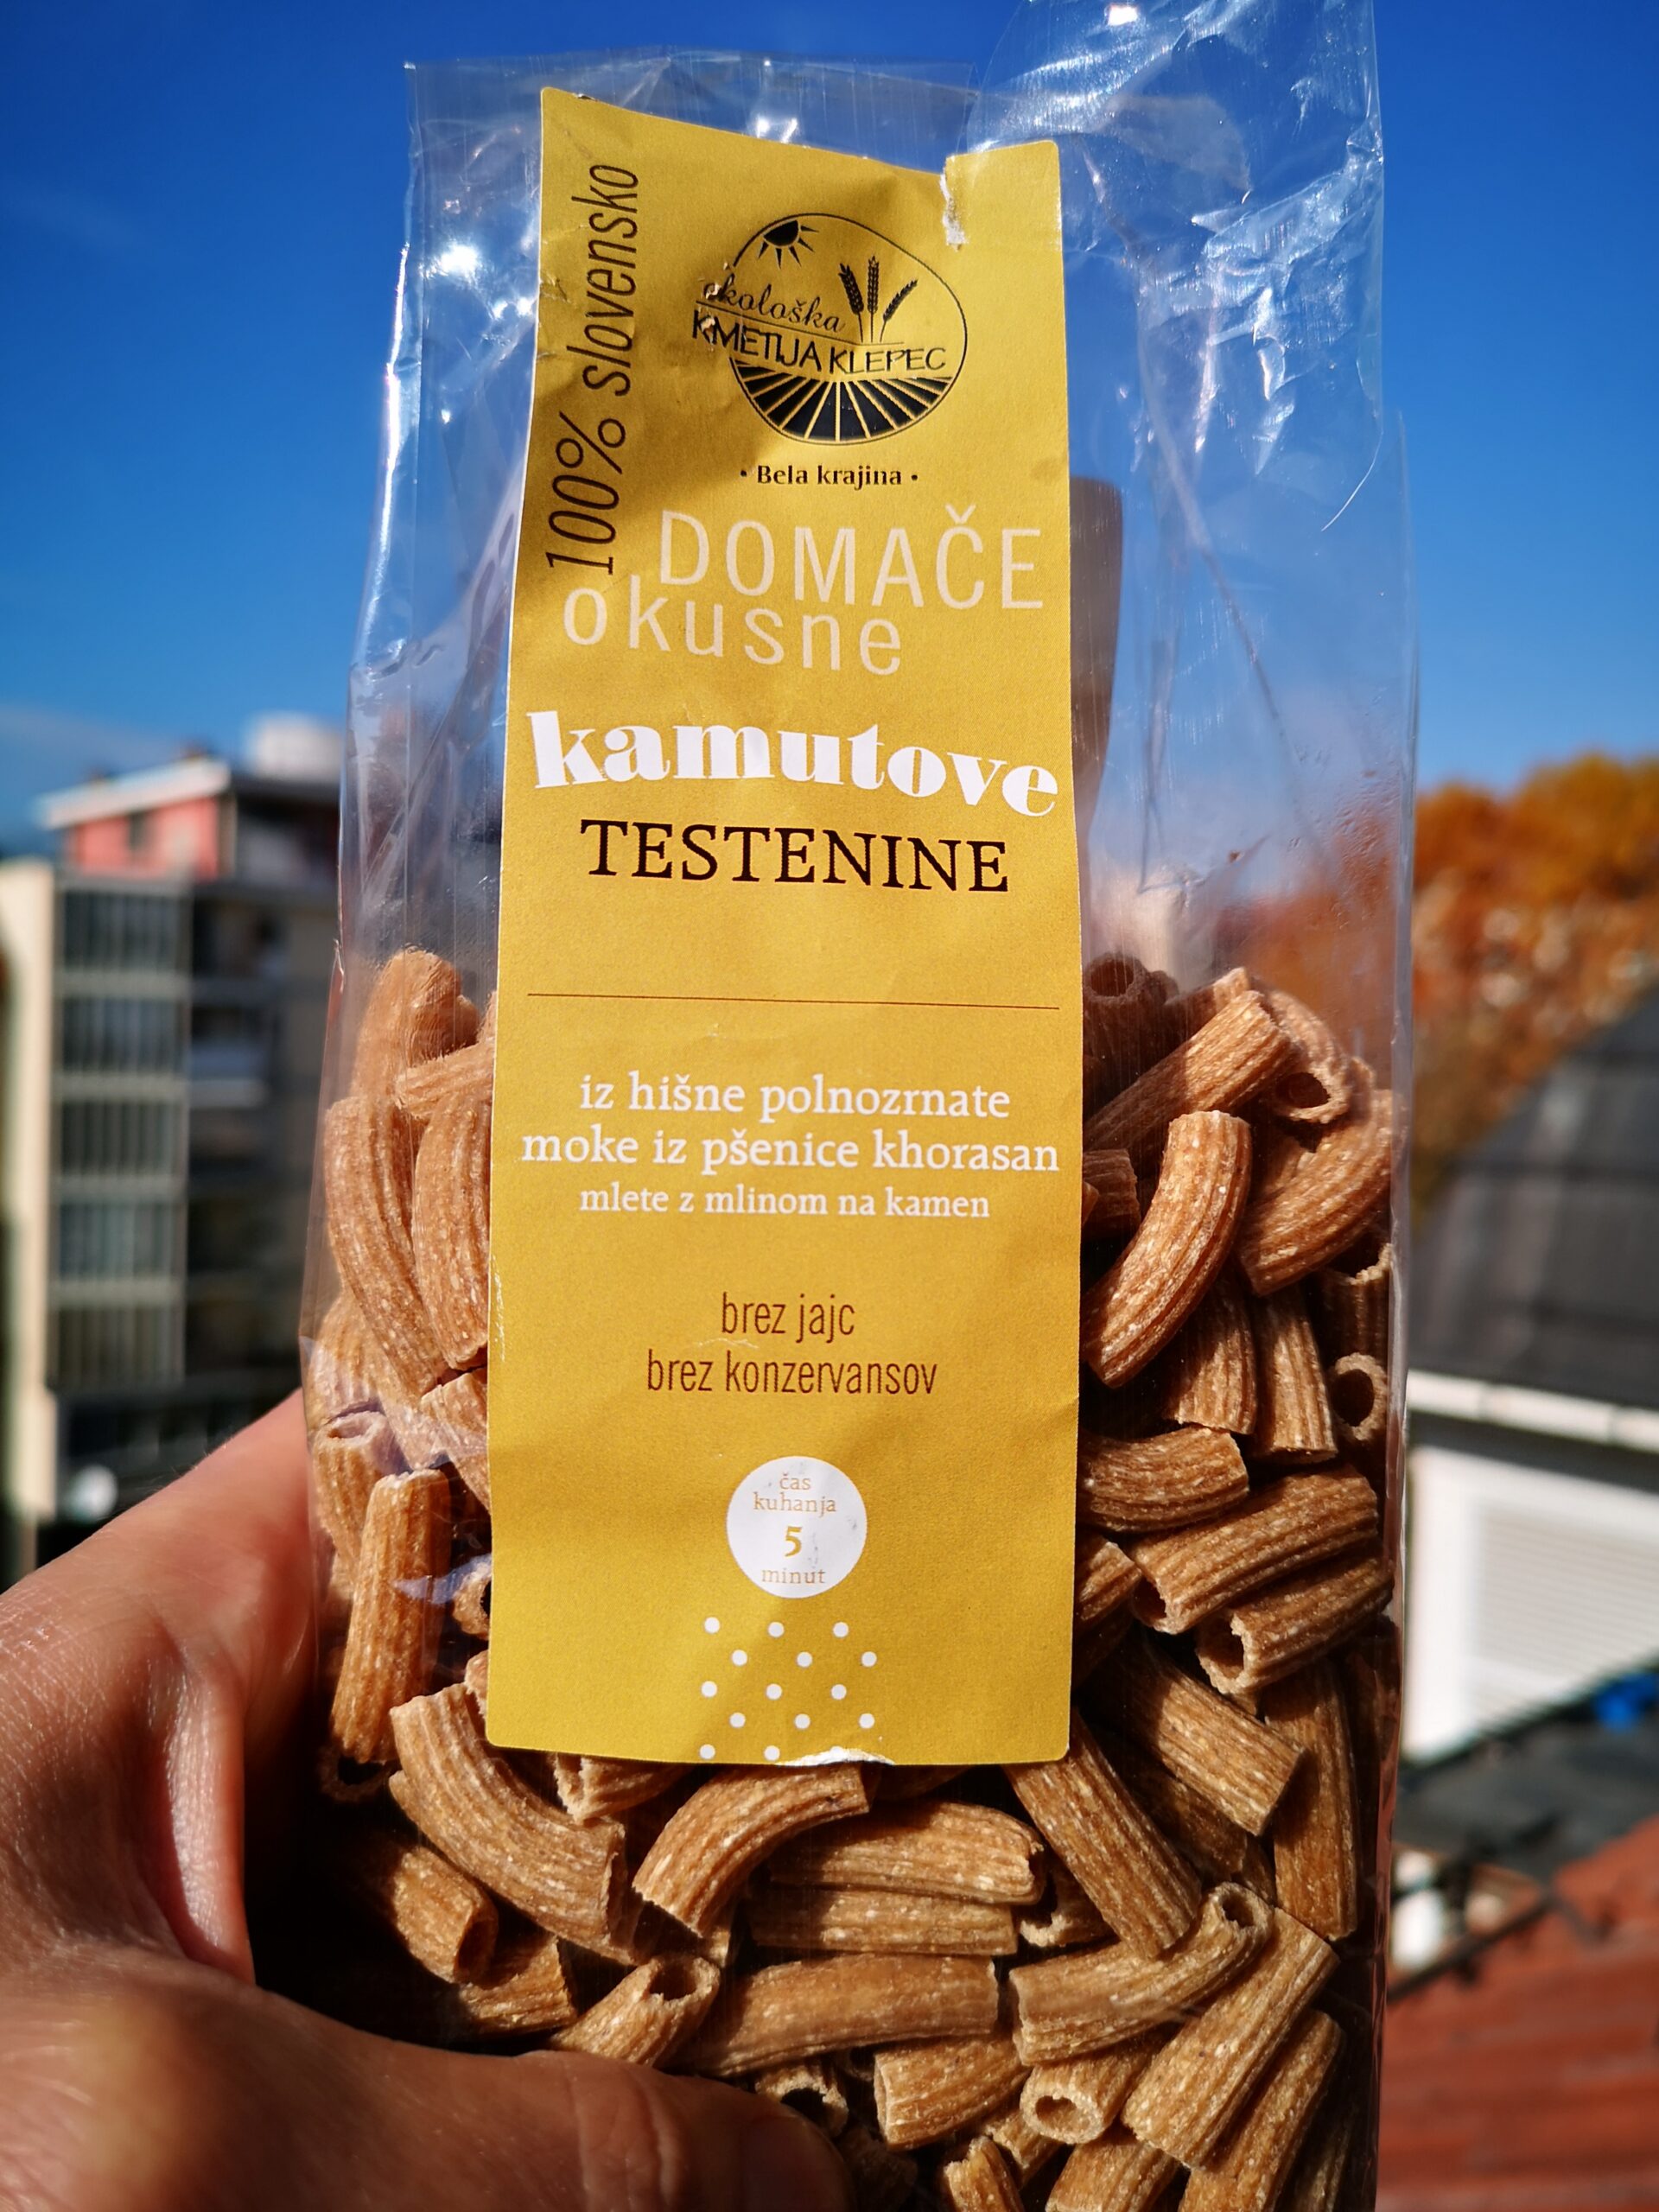 100% slovensko
ekološka
KMETIJA KLEPEC
• Bela krajina •
DOMAČE
okusne
kamutove
TESTENINE
iz hišne polnozrnate
moke iz pšenice khorasan
mlete z mlinom na kamen
brez jajc
brez konzervansov
čas
kuhanja
5
minut